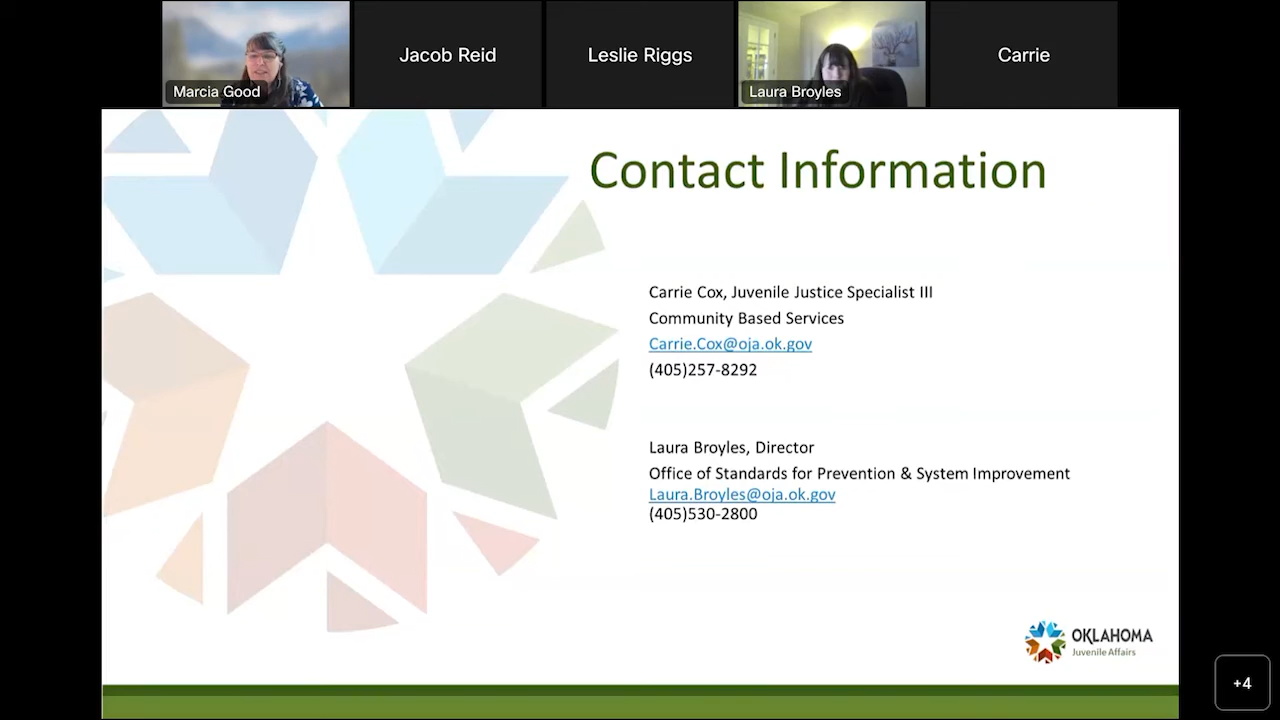 Marcia Good
Jacob Reid
Leslie Riggs
Laura Broyles
Carrie
Contact Information
Carrie Cox, Juvenile Justice Specialist III
Community Based Services
Carrie.Cox@oja.ok.gov
(405)257-8292
Laura Broyles, Director
Office of Standards for Prevention & System Improvement
Laura.Broyles@oja.ok.gov
(405)530-2800
OKLAHOMA
Juvenile Affairs
+4